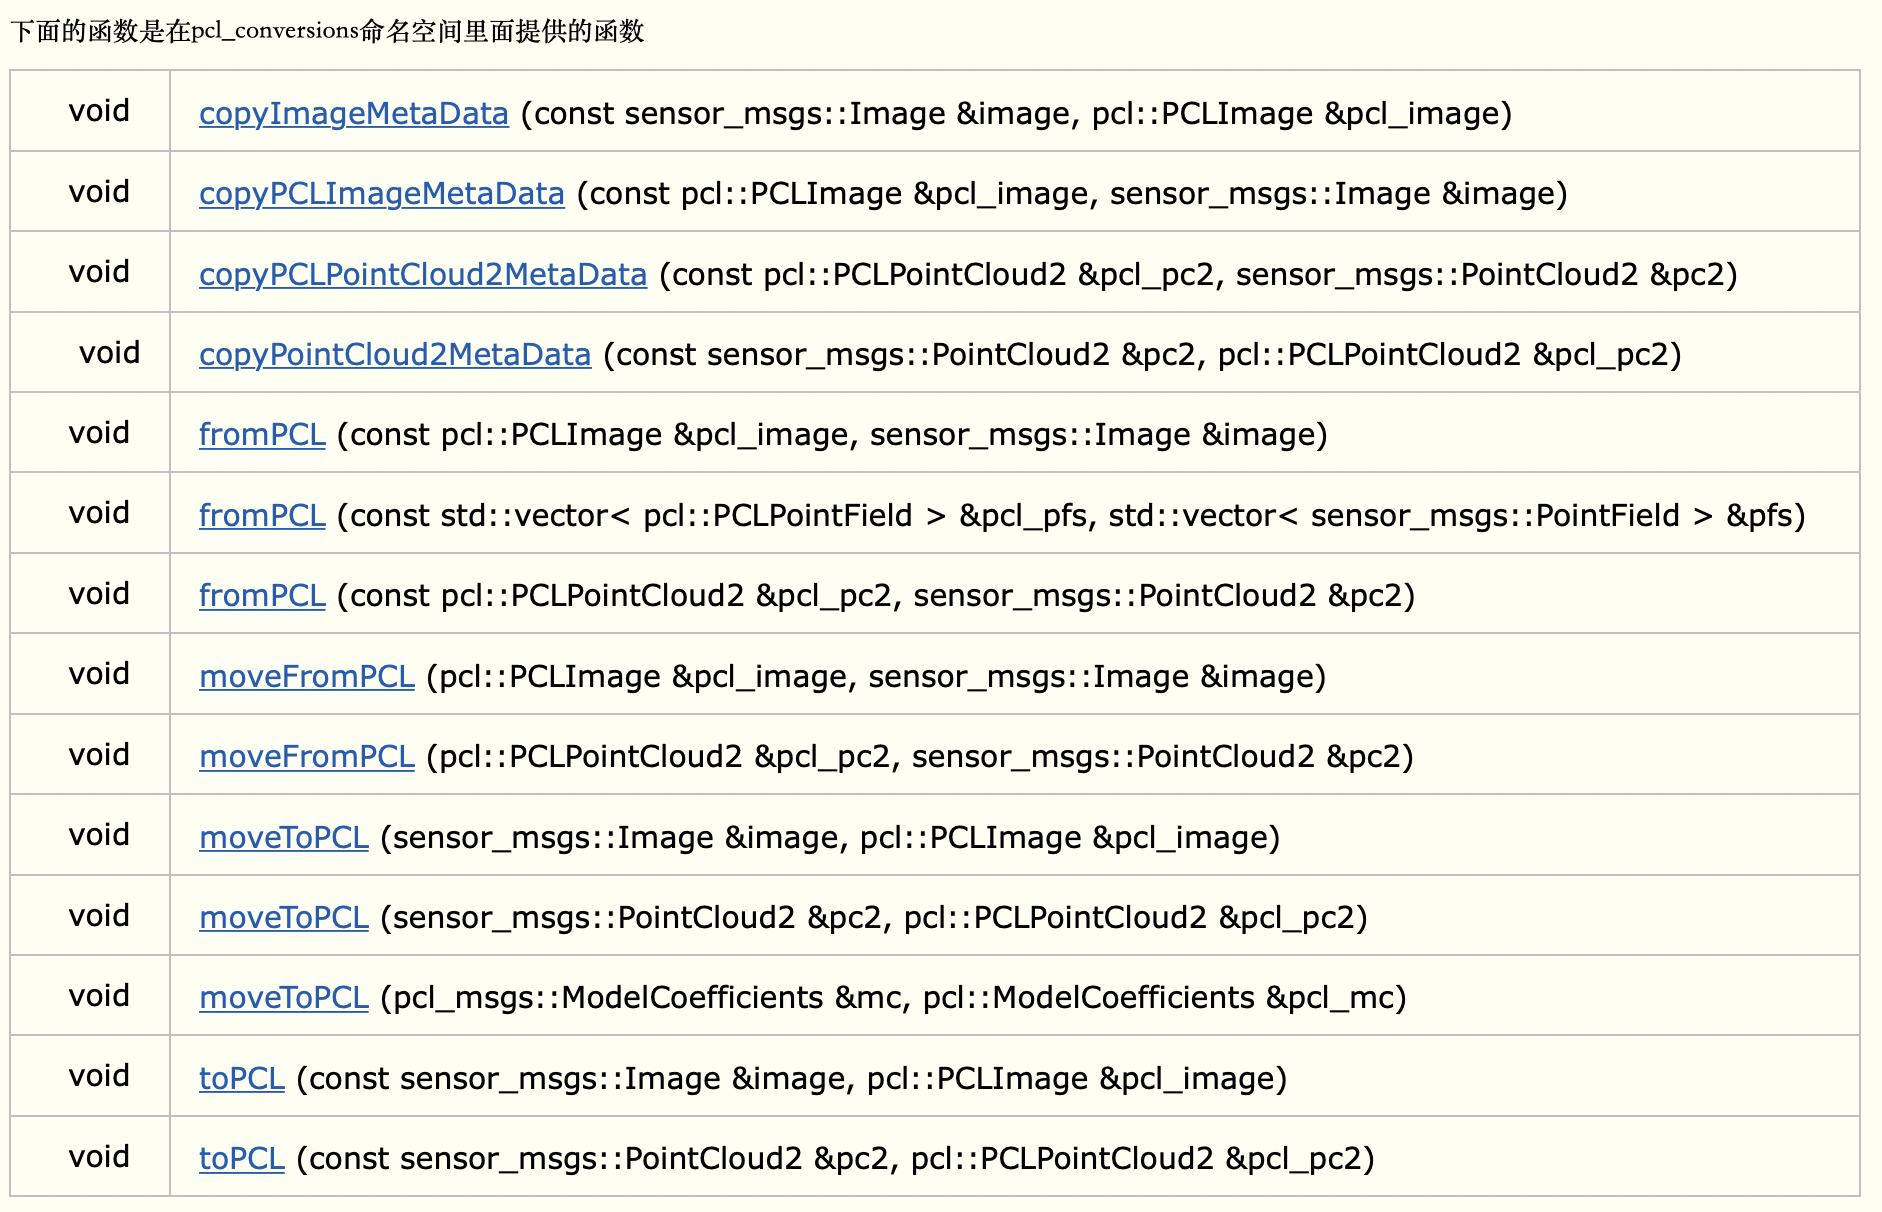 下面的函数是在pcl_conversions命名空间里面提供的函数
void copyImageMetaData (const sensor_msgs::Image &image, pcl::PCLImage &pcl_image)
void copyPCLImageMetaData (const pcl::PCLImage &pcl_image, sensor_msgs::Image &image)
void copyPCLPointCloud2MetaData (const pcl::PCLPointCloud2 &pcl_pc2, sensor_msgs::PointCloud2 &pc2)
void copyPointCloud2MetaData (const sensor_msgs::PointCloud2 &pc2, pcl::PCLPointCloud2 &pcl_pc2)
void fromPCL (const pcl::PCLImage &pcl_image, sensor_msgs::Image &image)
void fromPCL (const std::vector< pcl::PCLPointField > &pcl_pfs, std::vector< sensor_msgs::PointField > &pfs)
void fromPCL (const pcl::PCLPointCloud2 &pcl_pc2, sensor_msgs::PointCloud2 &pc2)
void moveFromPCL (pcl::PCLImage &pcl_image, sensor_msgs::Image &image)
void moveFromPCL (pcl::PCLPointCloud2 &pcl_pc2, sensor_msgs::PointCloud2 &pc2)
void moveToPCL (sensor_msgs::Image &image, pcl::PCLImage &pcl_image)
void moveToPCL (sensor_msgs::PointCloud2 &pc2, pcl::PCLPointCloud2 &pcl_pc2)
void moveToPCL (pcl_msgs::ModelCoefficients &mc, pcl::ModelCoefficients &pcl_mc)
void toPCL (const sensor_msgs::Image &image, pcl::PCLImage &pcl_image)
void toPCL (const sensor_msgs::PointCloud2 &pc2, pcl::PCLPointCloud2 &pcl_pc2)